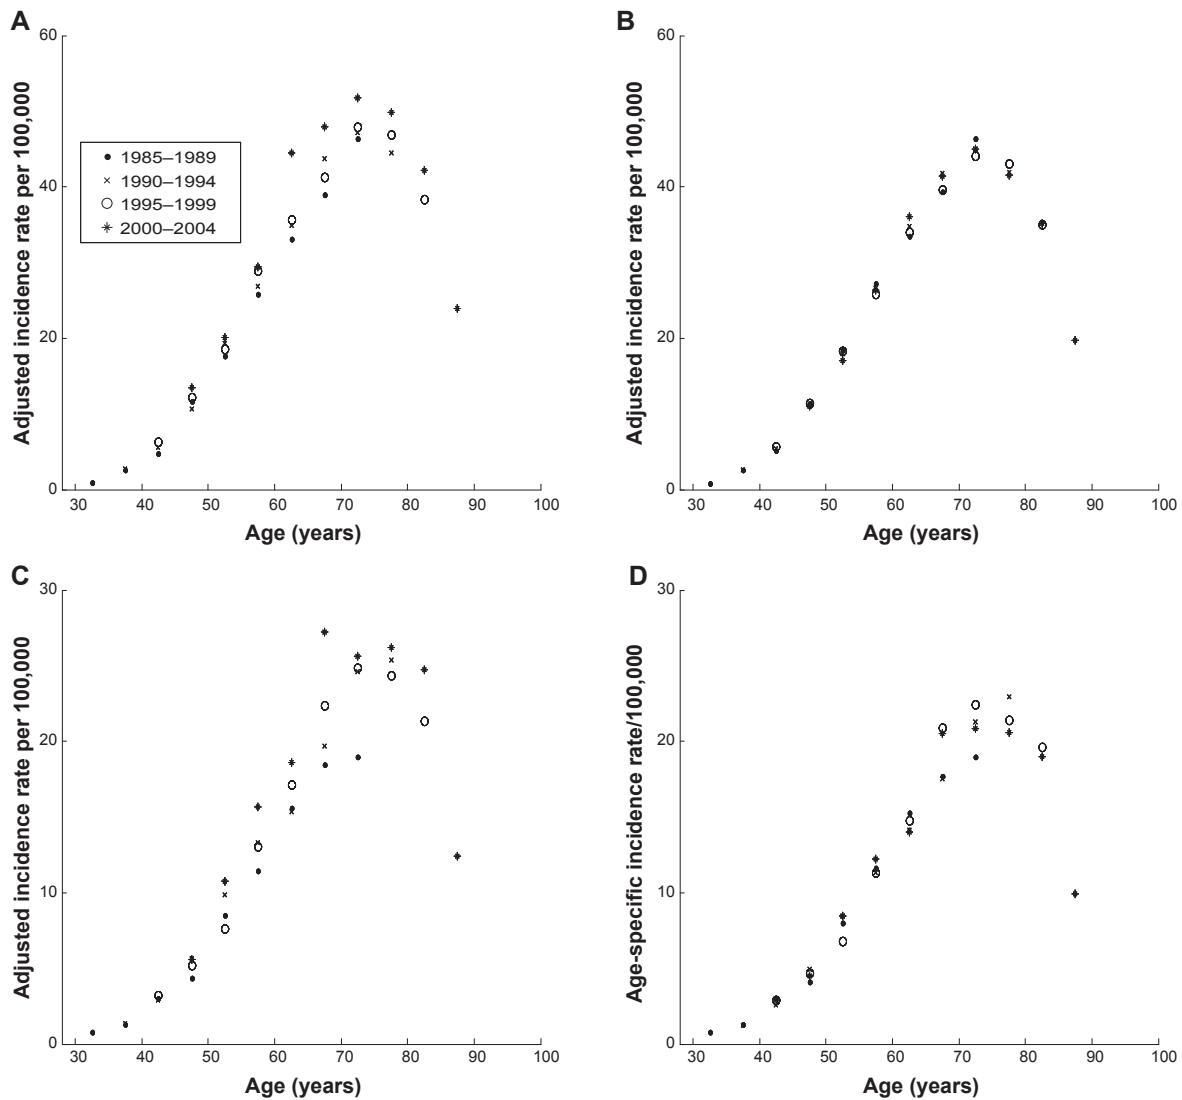 A
60
40
20
0
Adjusted incidence rate per 100,000
1985–1989
1990–1994
1995–1999
2000–2004
30 40 50 60 70 80 90 100
Age (years)
B
60
40
20
0
Adjusted incidence rate per 100,000
30 40 50 60 70 80 90 100
Age (years)
C
30
20
10
0
Adjusted incidence rate per 100,000
30 40 50 60 70 80 90 100
Age (years)
D
30
20
10
0
Age-specific incidence rate/100,000
30 40 50 60 70 80 90 100
Age (years)